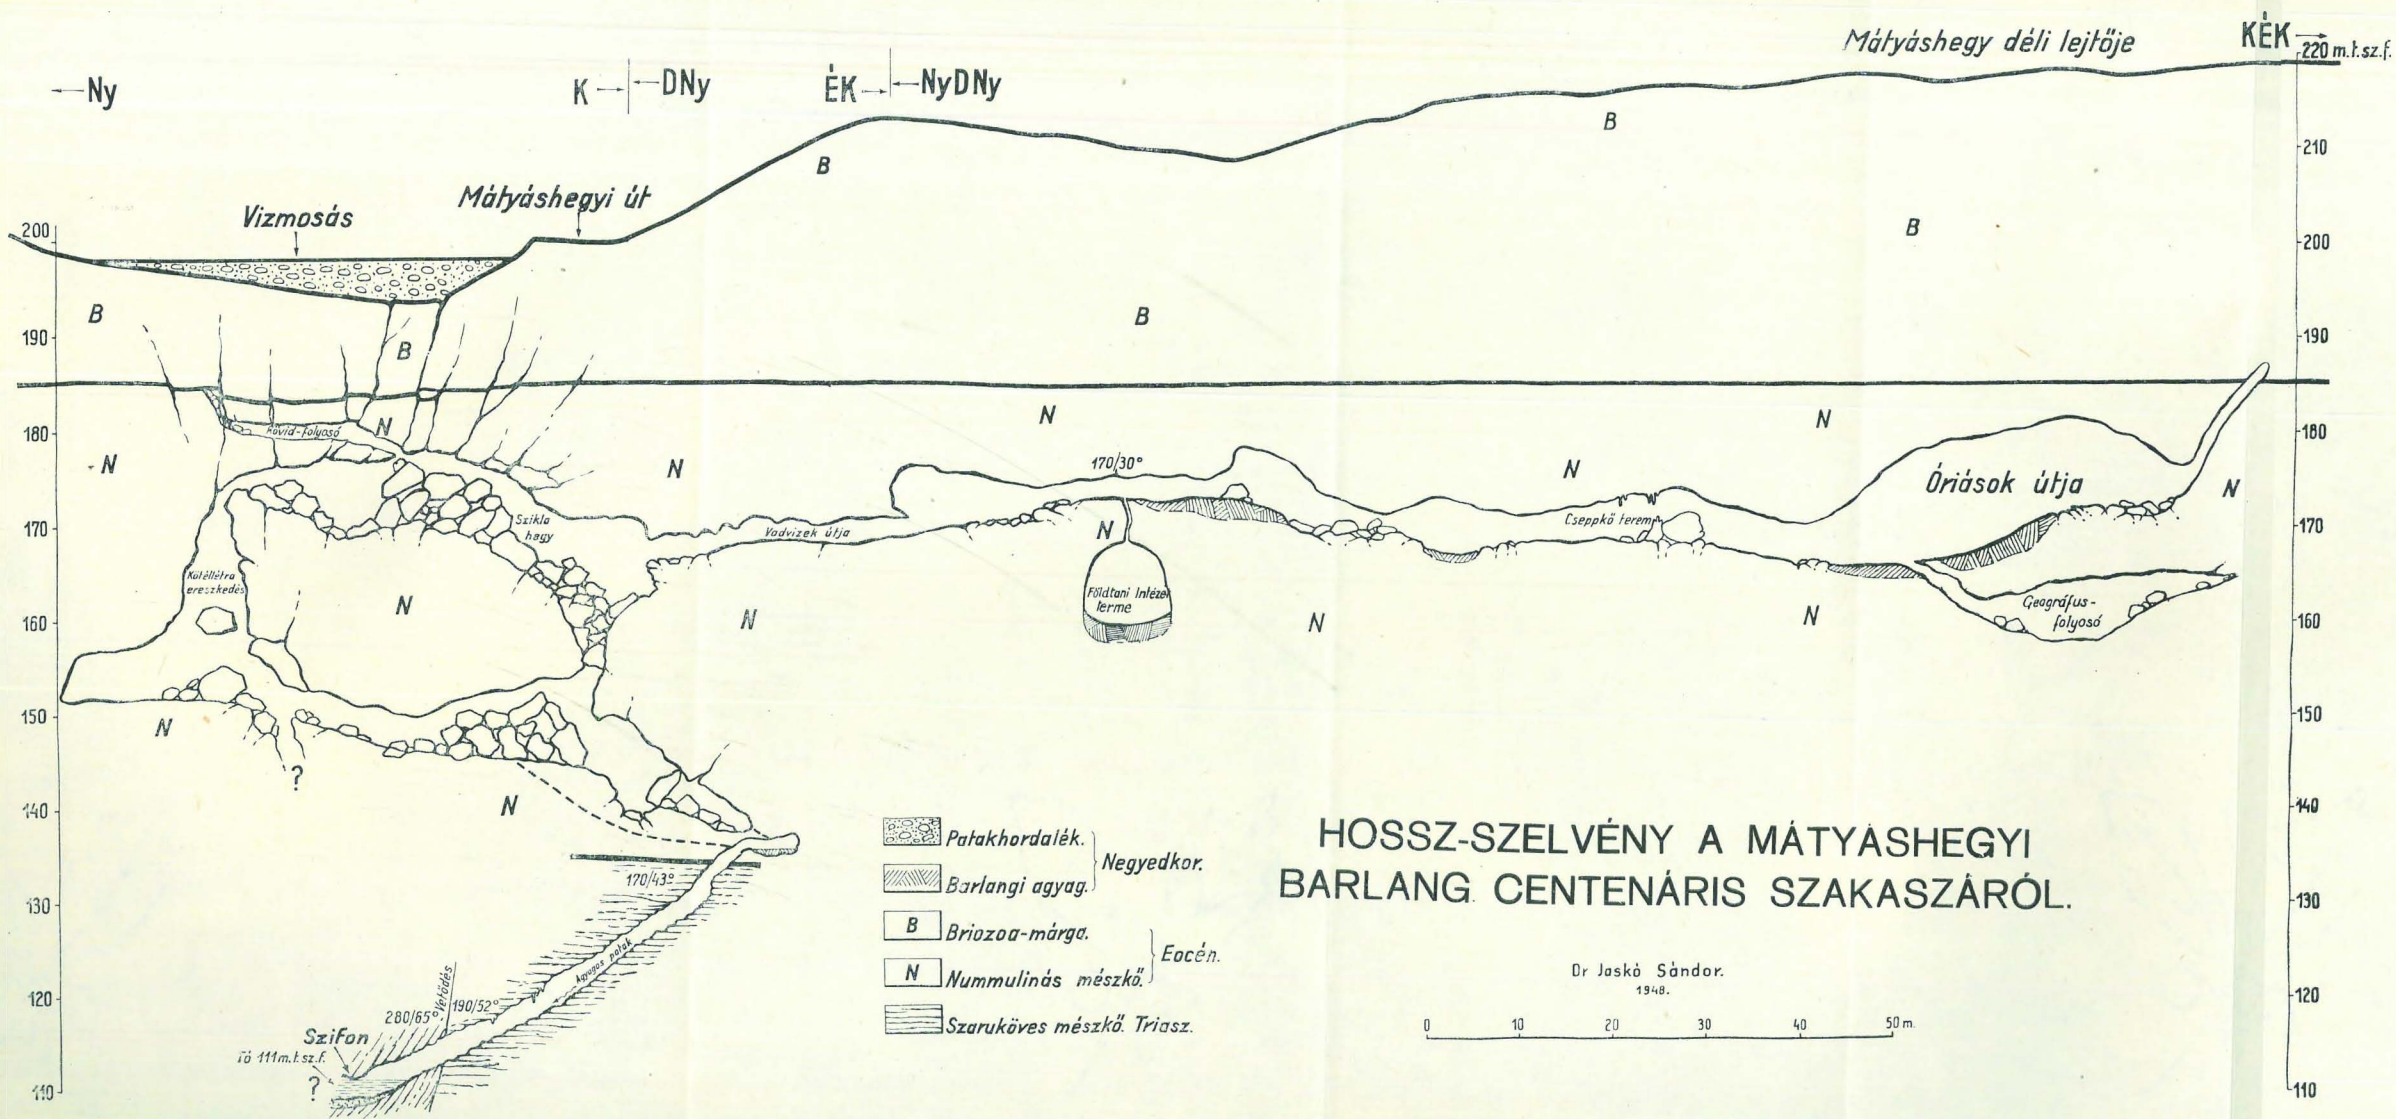 Mátyáshegy déli lejtője
KÉK
220 m.t.sz.f.
Ny
K
DNy
ÉK
NyDNy
B
210
B
Mátyáshegyi út
Vizmosás
200
B
200
B
B
190
B
190
N
N
180
Rövid-folyosó
N
180
N
N
170/30°
N
Óriások útja
N
170
Szikla
hegy
Vadvizek útja
N
Cseppkő terem
170
Kötéllétra
ereszkedés
N
Földtani Intézet
terme
Geográfus-
folyosó
160
N
N
N
160
150
N
150
?
140
N
140
170/43°
130
130
Agyagos patak
120
Vetődés
190/52°
280/65°
120
Szifon
Tó 111 m.t.sz.f.
?
110
110
Patakhordalék.
Barlangi agyag.
Negyedkor.
B
Briozoa-márga.
N
Nummulinás mészkő.
Eocén.
Szaruköves mészkő. Triasz.
HOSSZ-SZELVÉNY A MÁTYÁSHEGYI
BARLANG CENTENÁRIS SZAKASZÁRÓL.
Dr Jaskó Sándor.
1948.
0 10 20 30 40 50 m.